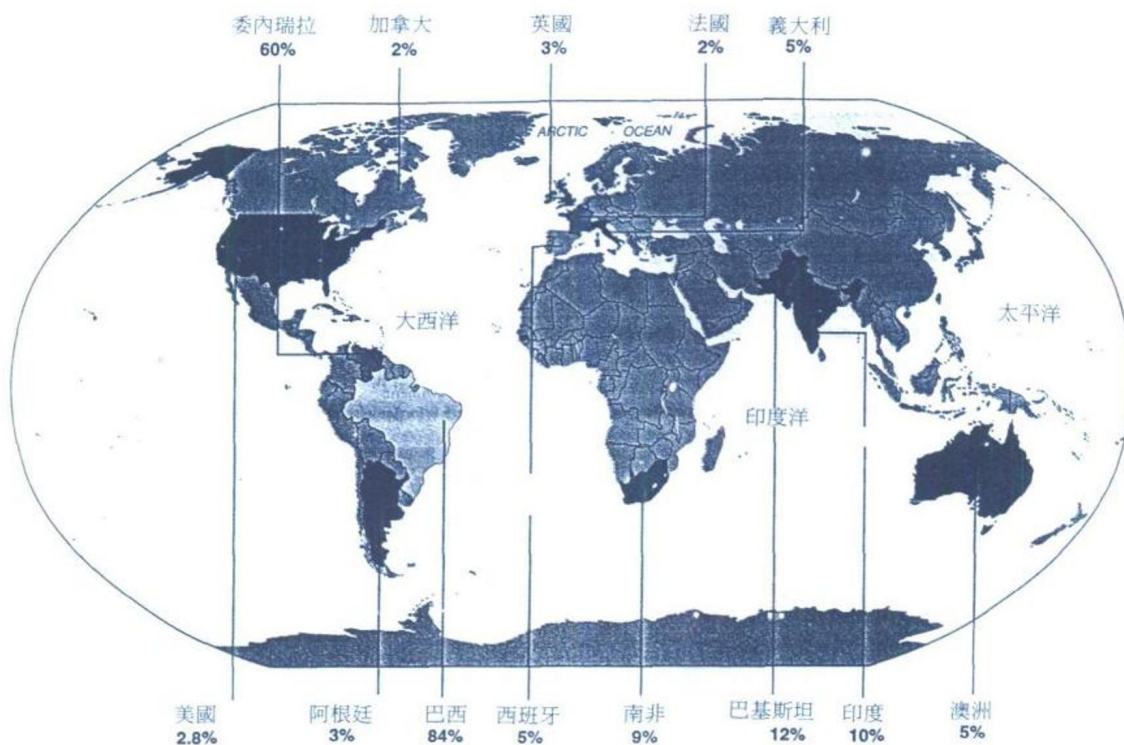 委內瑞拉
60%
加拿大
2%
英國
3%
法國
2%
義大利
5%
ARCTIC OCEAN
大西洋
太平洋
印度洋
美國
2.8%
阿根廷
3%
巴西
84%
西班牙
5%
南非
9%
巴基斯坦
12%
印度
10%
澳洲
5%